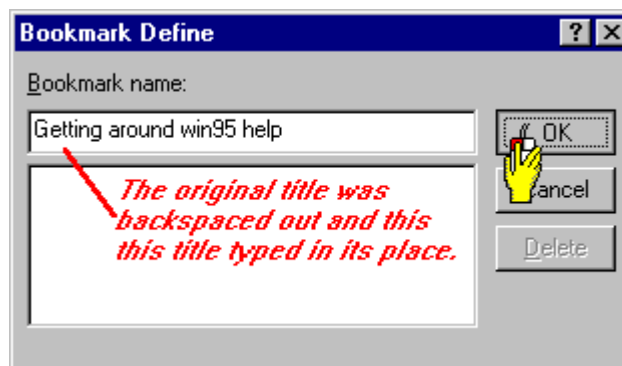 Bookmark Define
Bookmark name:
Getting around win95 help
OK
The original title was
backspaced out and this
this title typed in its place.
Cancel
Delete